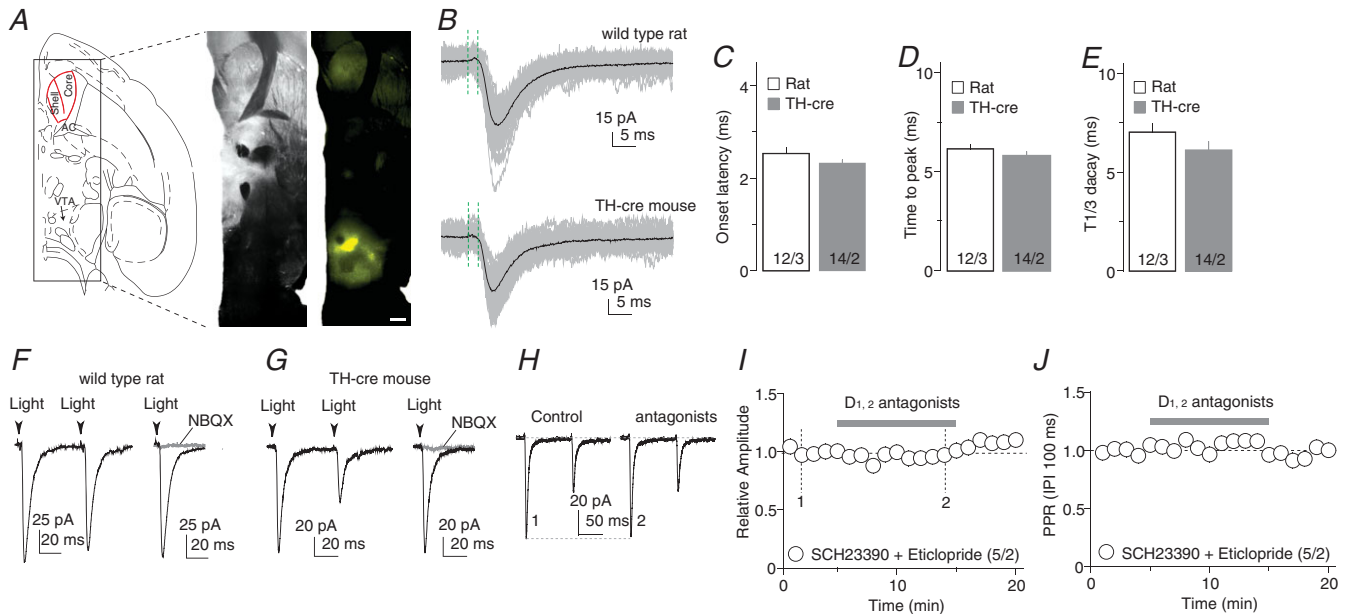 A
Shell
Core
AC
VTA
B
wild type rat
15 pA
5 ms
TH-cre mouse
15 pA
5 ms
C
Rat
TH-cre
Onset latency (ms)
4
2
0
12/3
14/2
D
Rat
TH-cre
Time to peak (ms)
10
5
0
12/3
14/2
E
Rat
TH-cre
T1/3 dacay (ms)
10
5
0
12/3
14/2
F
wild type rat
Light
Light
Light
NBQX
25 pA
20 ms
25 pA
20 ms
G
TH-cre mouse
Light
Light
Light
NBQX
20 pA
20 ms
20 pA
20 ms
H
Control
antagonists
20 pA
50 ms
1
2
I
Relative Amplitude
1.5
1.0
0.5
0
D1, 2 antagonists
1
2
SCH23390 + Eticlopride (5/2)
0
10
20
Time (min)
J
PPR (IPI 100 ms)
1.5
1.0
0.5
0
D1, 2 antagonists
SCH23390 + Eticlopride (5/2)
0
10
20
Time (min)